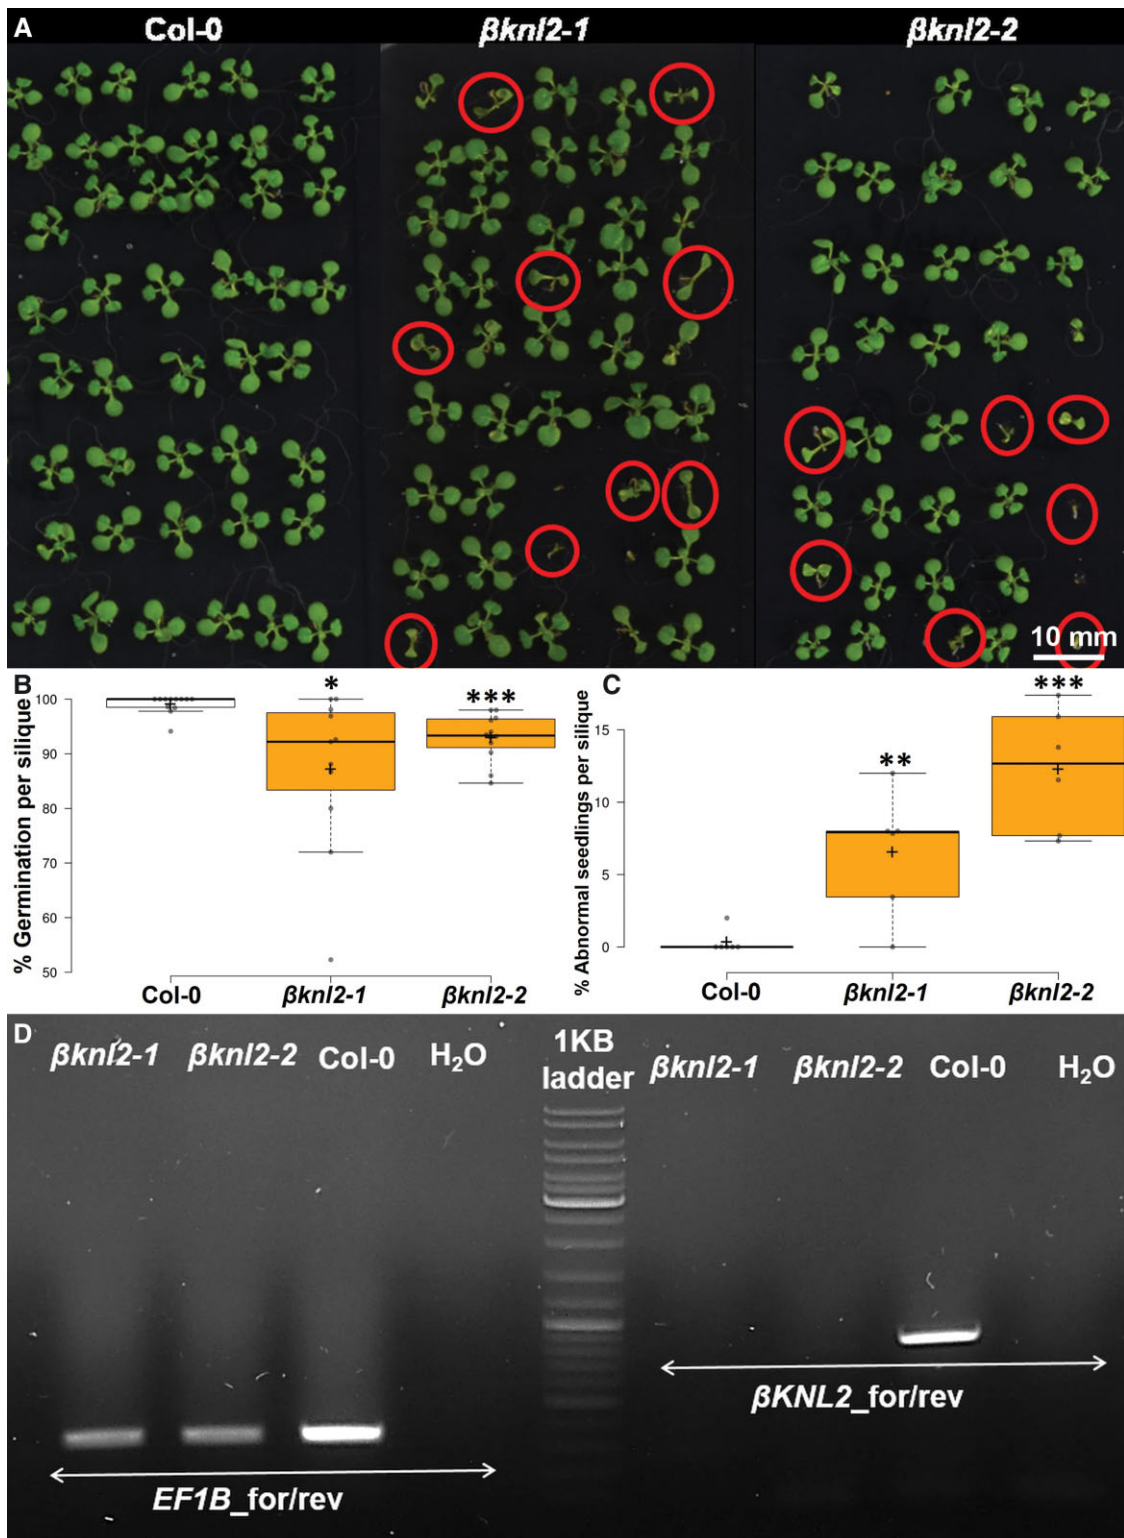 A
Col-0
βknl2-1
βknl2-2
10 mm
B
*
***
% Germination per silique
100
90
80
70
60
50
Col-0
βknl2-1
βknl2-2
C
**
***
% Abnormal seedlings per silique
15
10
5
0
Col-0
βknl2-1
βknl2-2
D
βknl2-1 βknl2-2 Col-0 H₂O
1KB
ladder
βknl2-1 βknl2-2 Col-0 H₂O
EF1B_for/rev
βKNL2_for/rev